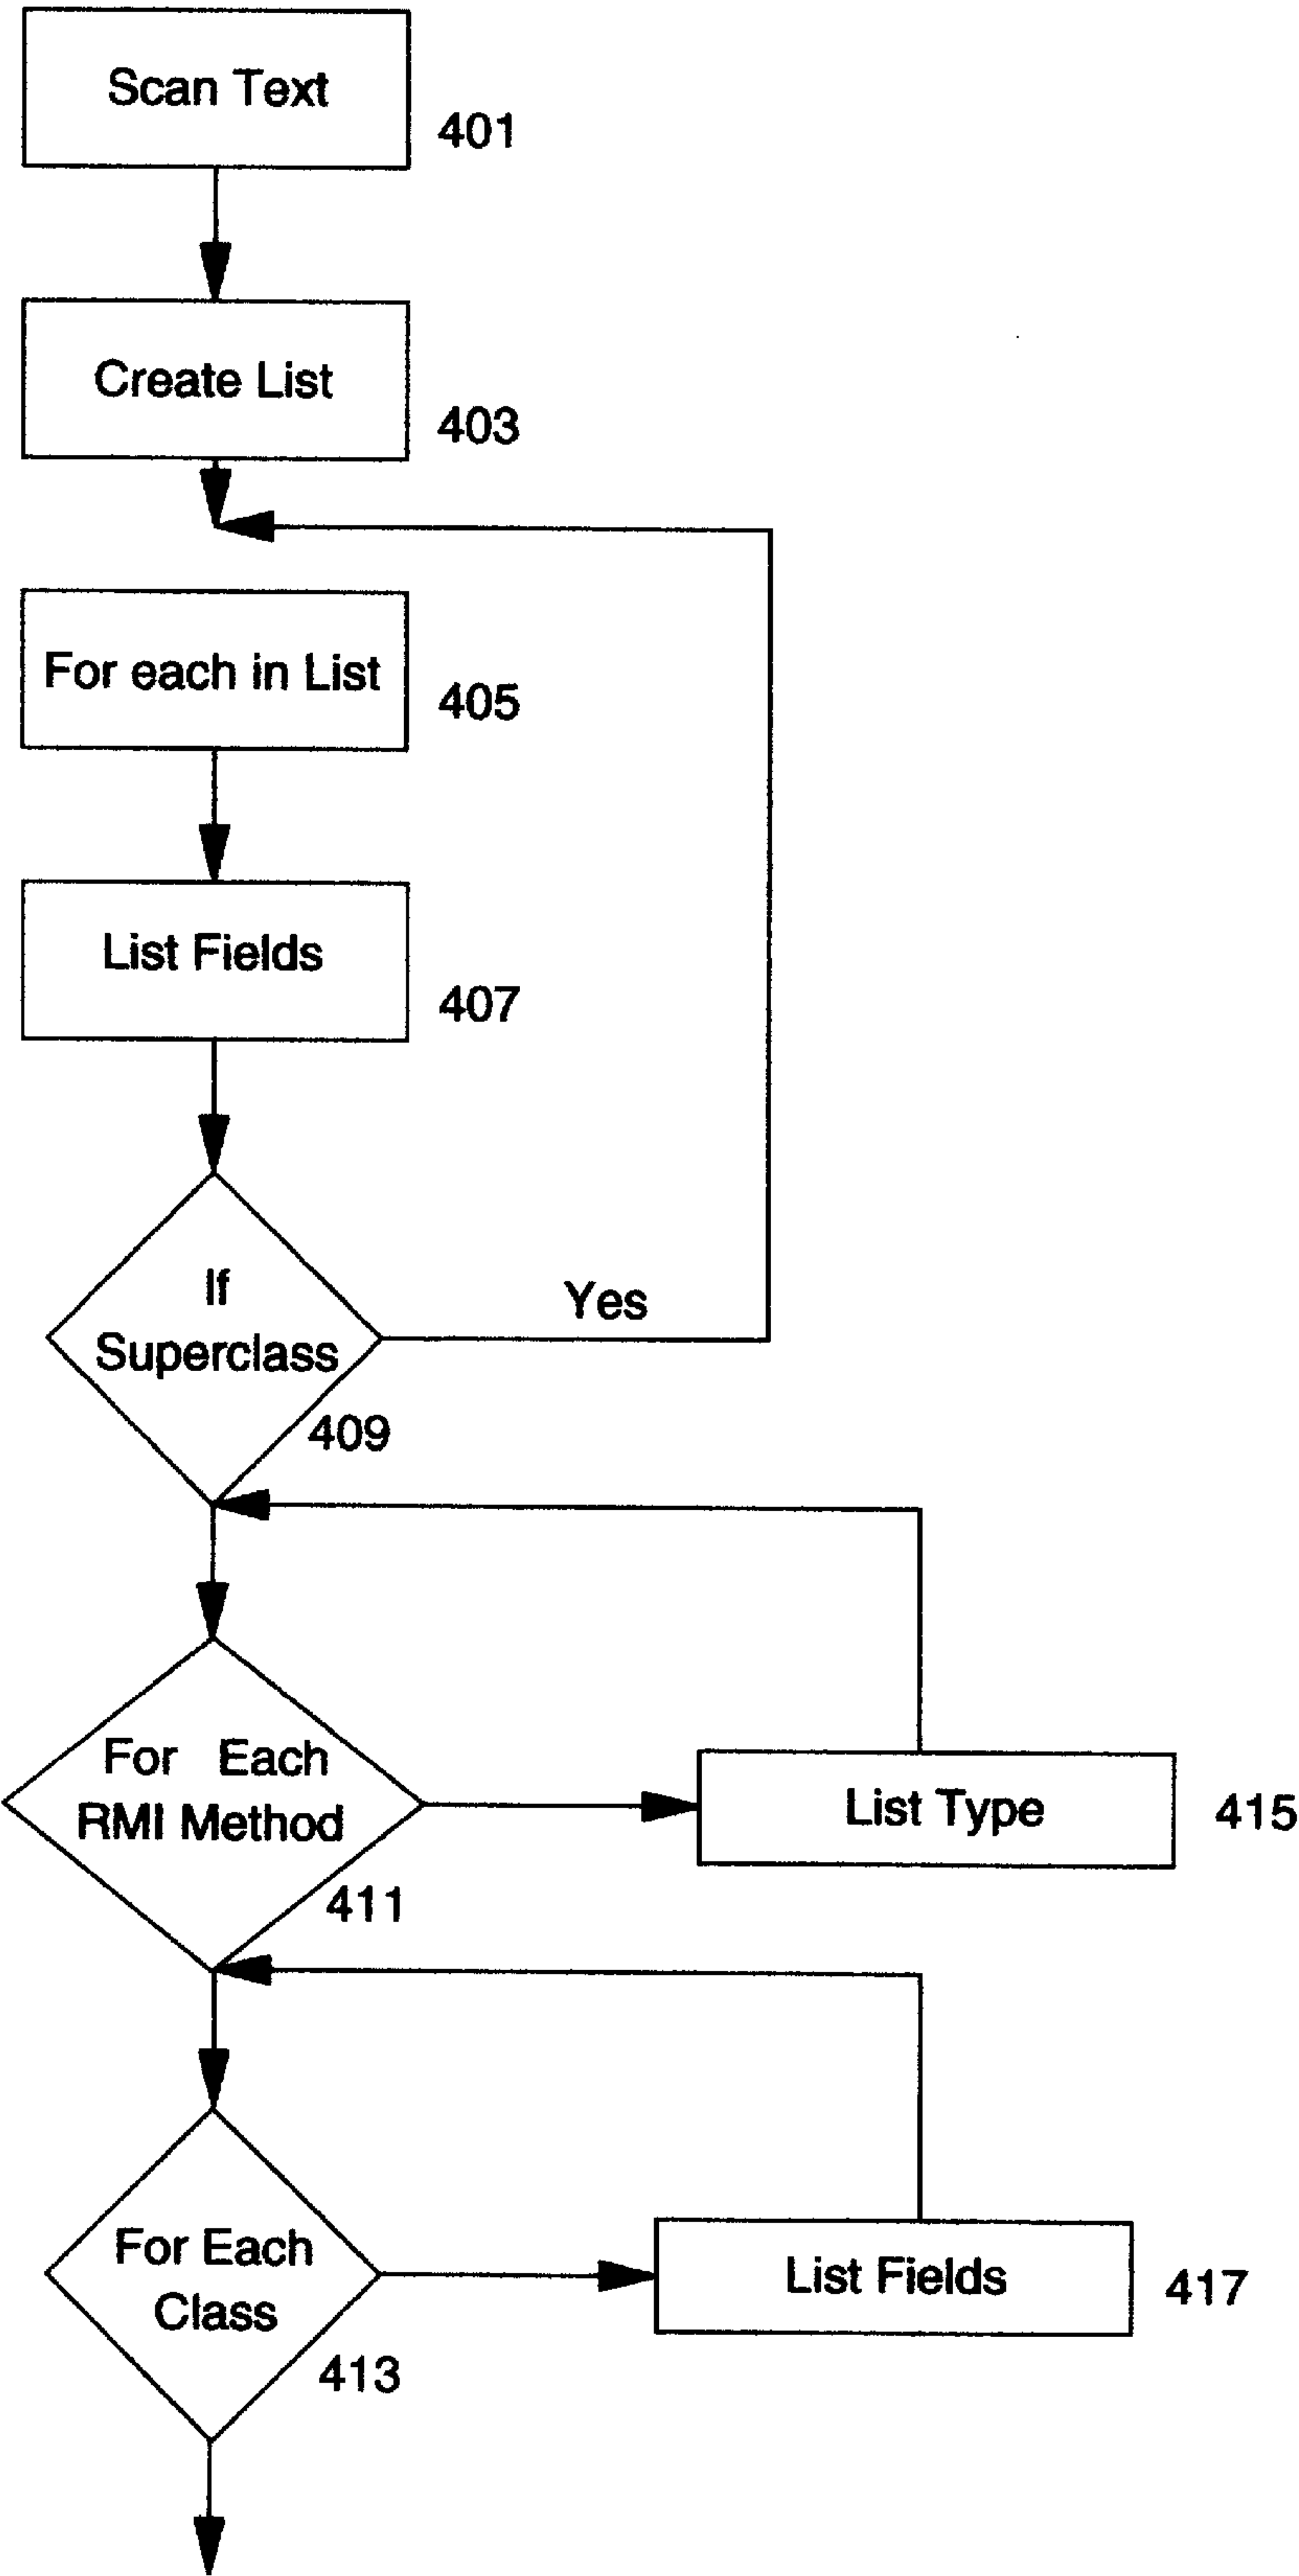 Scan Text
401
Create List
403
For each in List
405
List Fields
407
If
Superclass
Yes
409
For Each
RMI Method
411
List Type
415
For Each
Class
413
List Fields
417